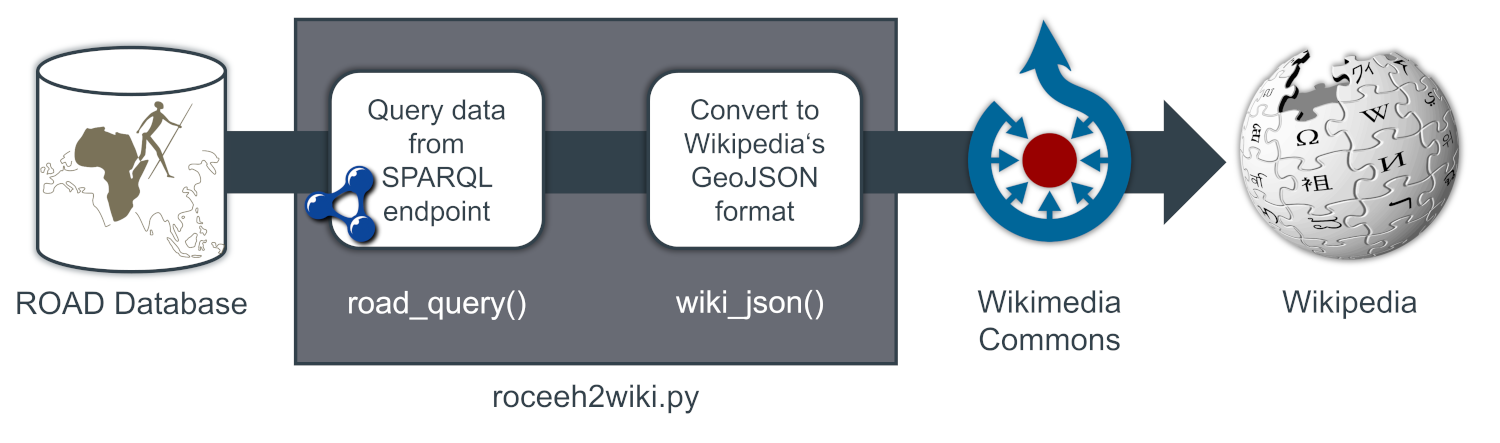 Query data
from
SPARQL
endpoint
Convert to
Wikipedia‘s
GeoJSON
format
ROAD Database
road_query()
wiki_json()
Wikimedia
Commons
Wikipedia
roceeh2wiki.py
Ω
W
И
祖